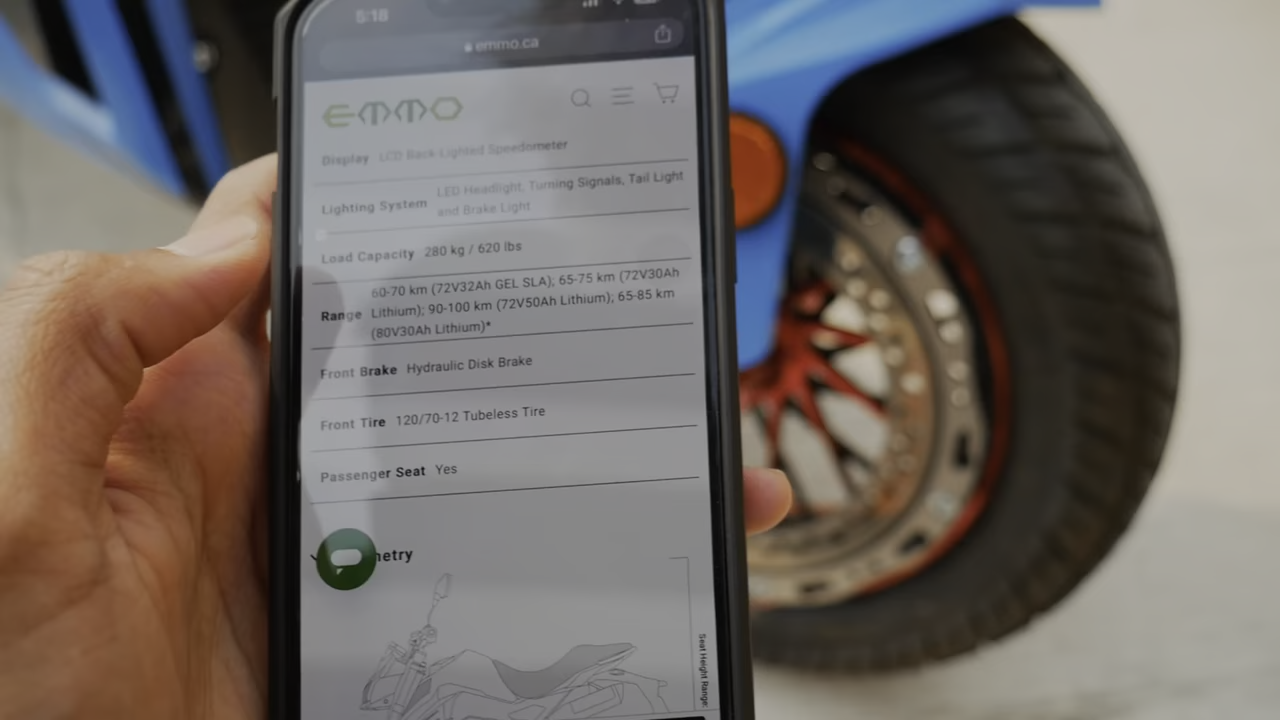 5:18
emmo.ca
EMMO
Display LCD Back-Lighted Speedometer
Lighting System LED Headlight, Turning Signals, Tail Light
and Brake Light
Load Capacity 280 kg / 620 lbs
Range 60-70 km (72V32Ah GEL SLA); 65-75 km (72V30Ah
Lithium); 90-100 km (72V50Ah Lithium); 65-85 km
(80V30Ah Lithium)*
Front Brake Hydraulic Disk Brake
Front Tire 120/70-12 Tubeless Tire
Passenger Seat Yes
etry
Seat Height Range: